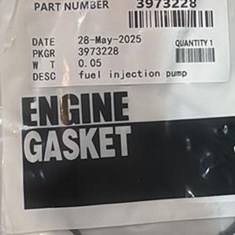 PART NUMBER 3973228
DATE 28-May-2025 QUANTITY 1
PKGR 3973228
W T 0.05
DESC fuel injection pump
ENGINE
GASKET